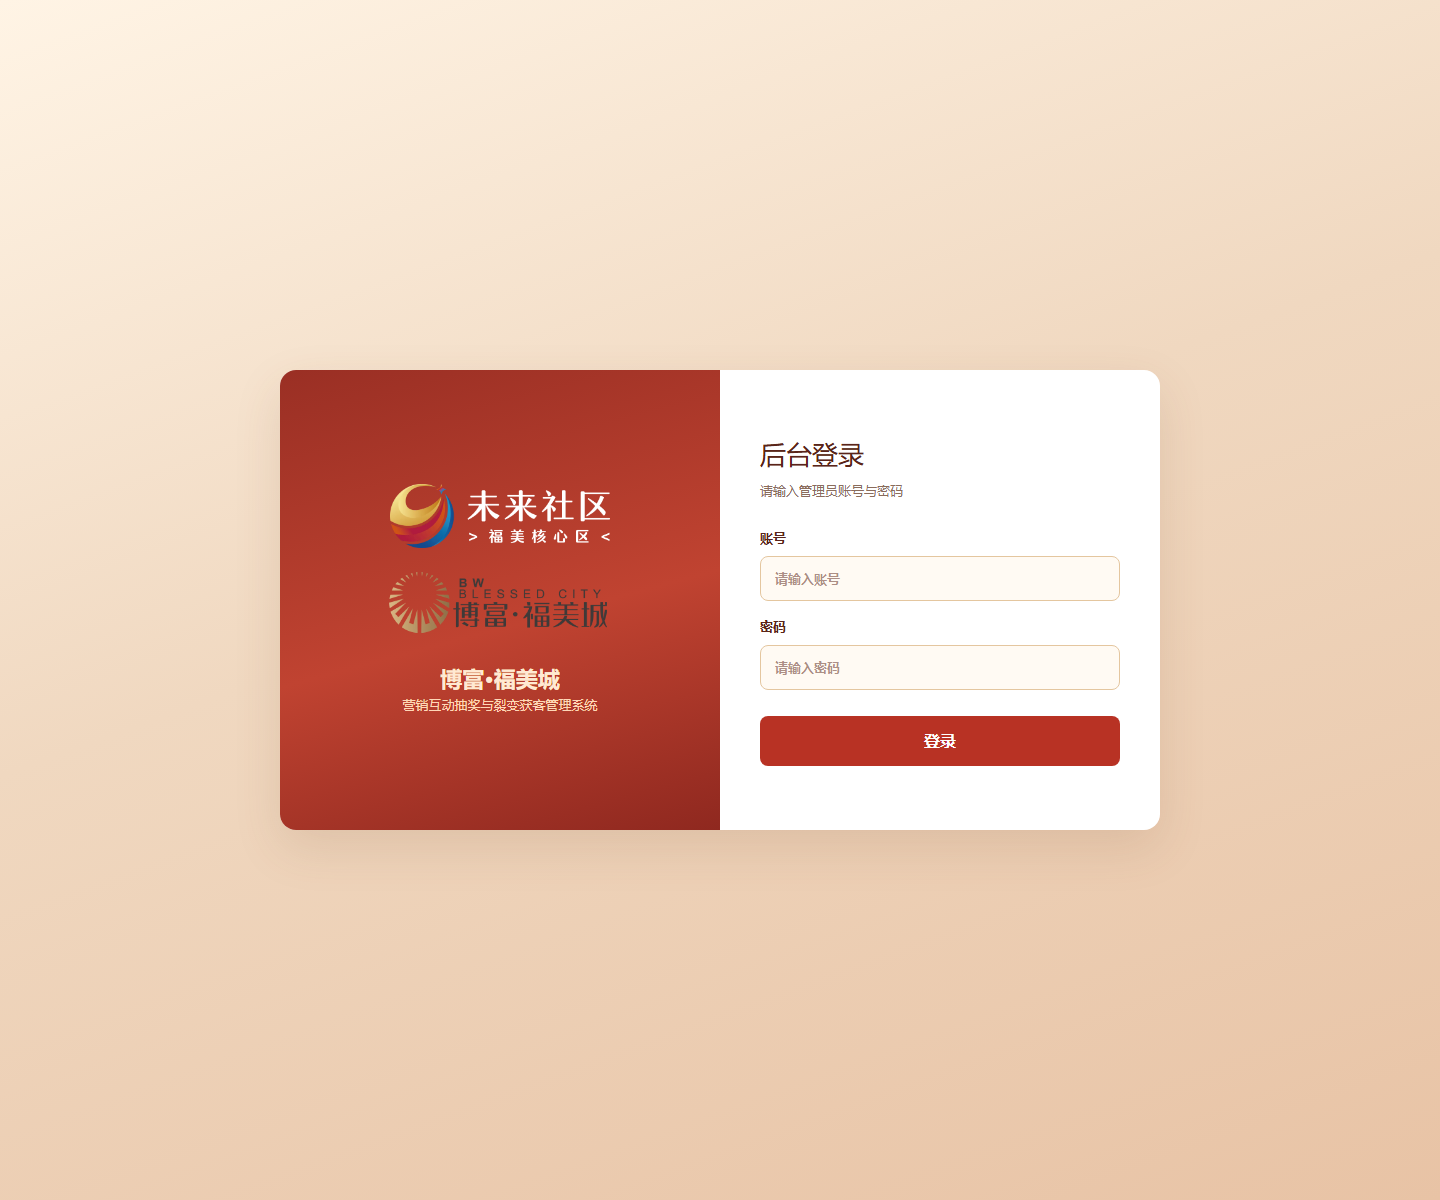 未来社区
> 福美核心区 <
BW
BLESSED CITY
博富·福美城
博富·福美城
营销互动抽奖与裂变获客管理系统
后台登录
请输入管理员账号与密码
账号
请输入账号
密码
请输入密码
登录